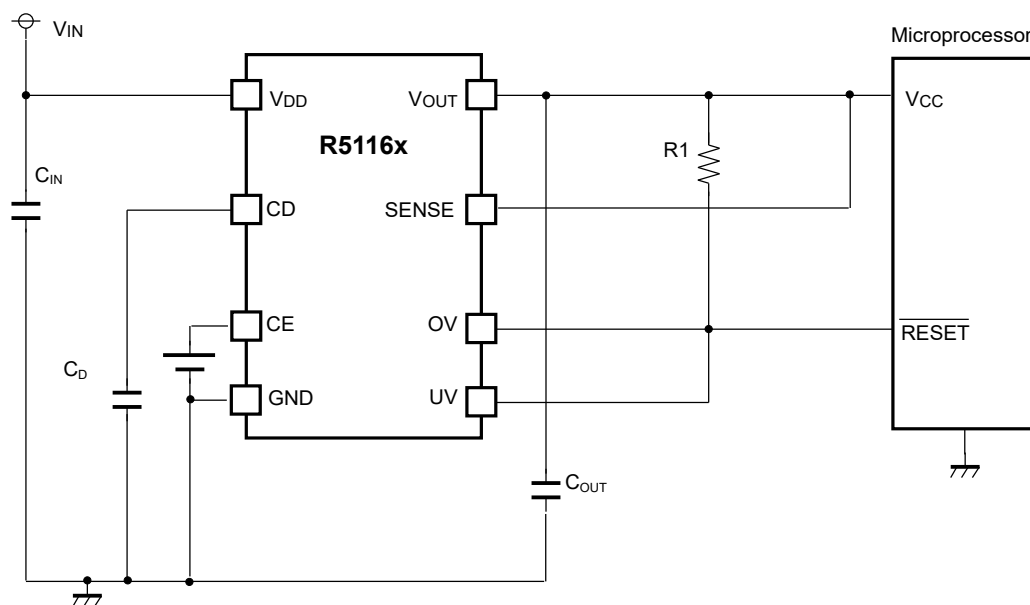 VIN
Microprocessor
VDD
VOUT
VCC
R5116x
R1
CIN
CD
SENSE
CE
OV
RESET
CD
GND
UV
COUT